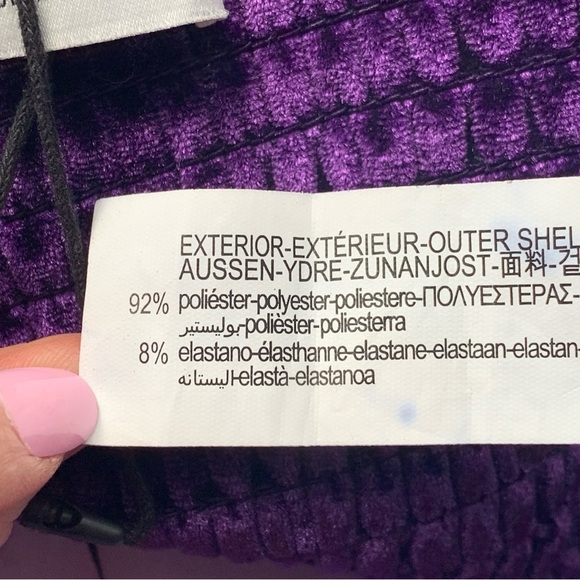 EXTERIOR-EXTÉRIEUR-OUTER SHEL
AUSSEN-YDRE-ZUNANJOST-面料-겉
92% poliéster-polyester-poliestere-ΠΟΛΥΕΣΤΕΡΑΣ-
بوليستير-polièster-poliesterra
8% elastano-élasthanne-elastane-elastaan-elastan-
اليستانه-elastà-elastanoa